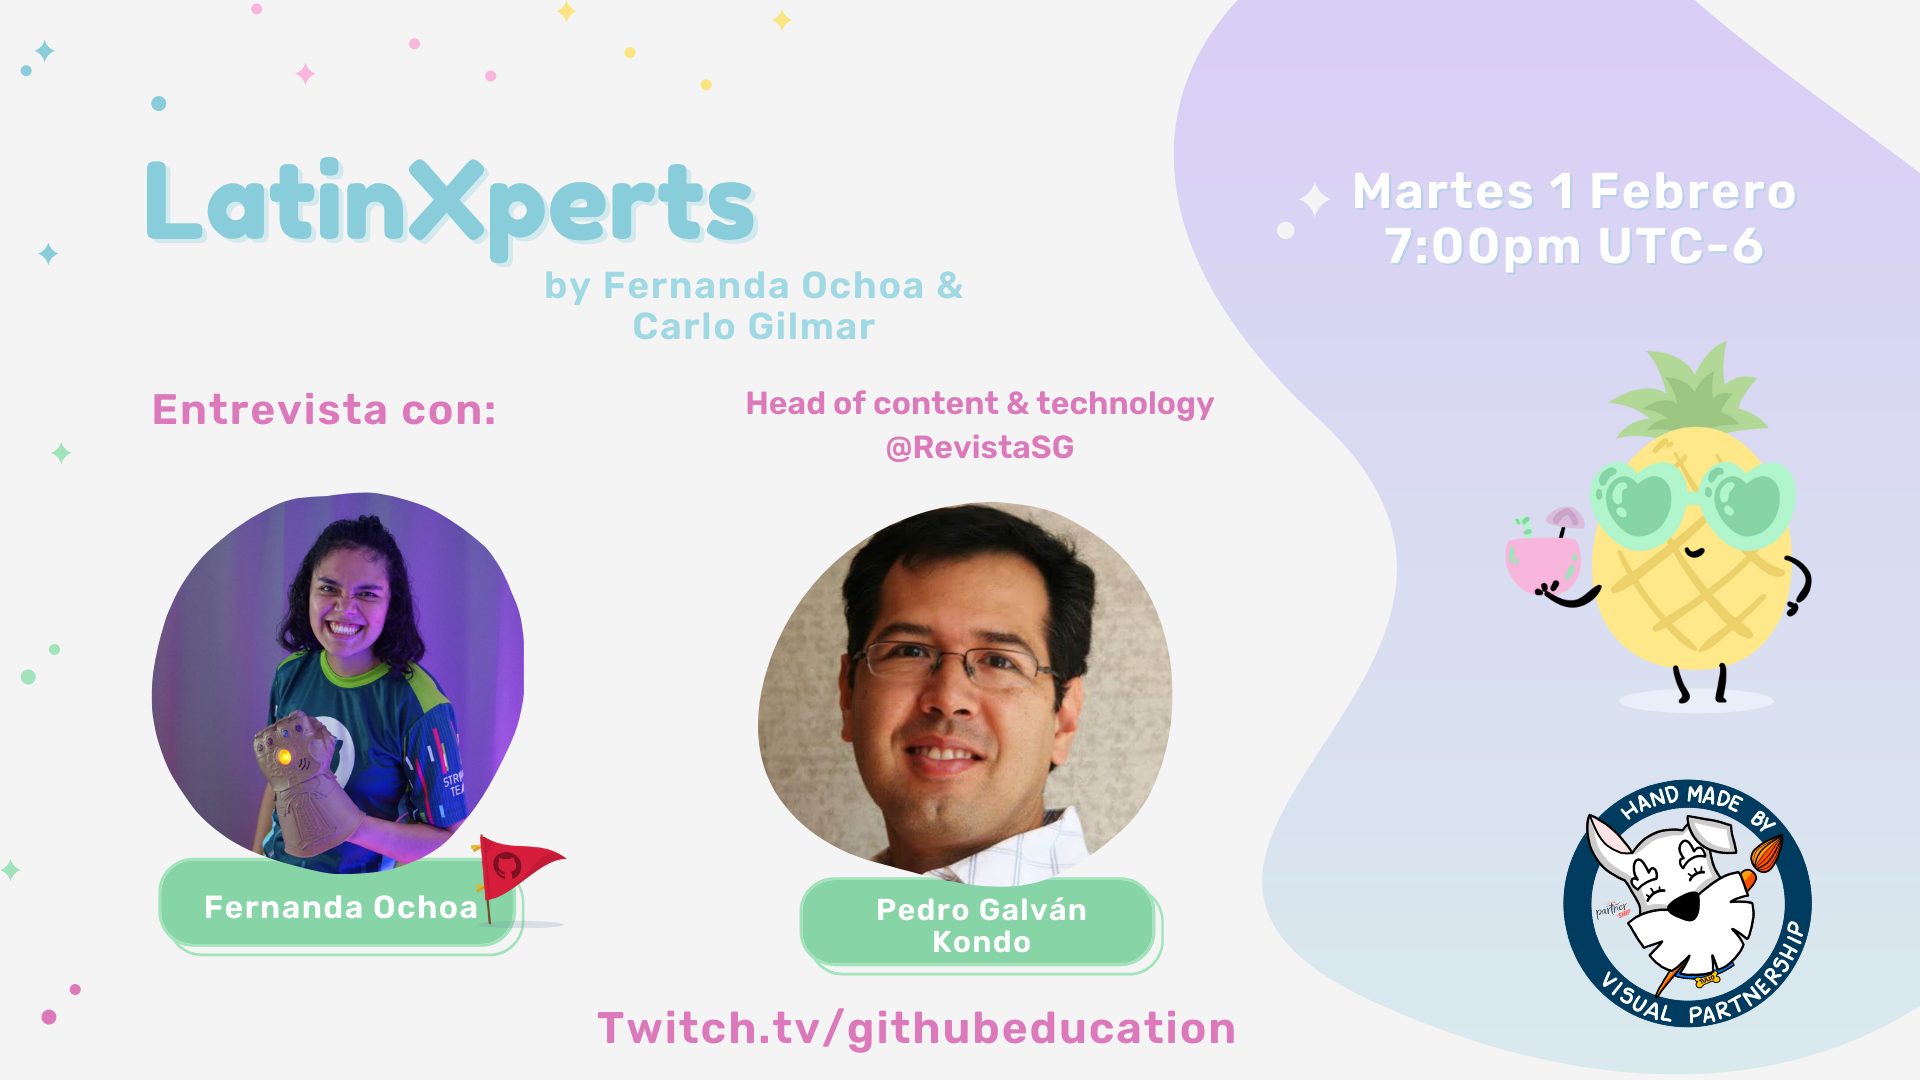 LatinXperts
by Fernanda Ochoa &
Carlo Gilmar
Martes 1 Febrero
7:00pm UTC-6
Entrevista con:
Head of content & technology
@RevistaSG
Fernanda Ochoa
Pedro Galván
Kondo
Twitch.tv/githubeducation
HAND MADE BY
VISUAL PARTNERSHIP
partner